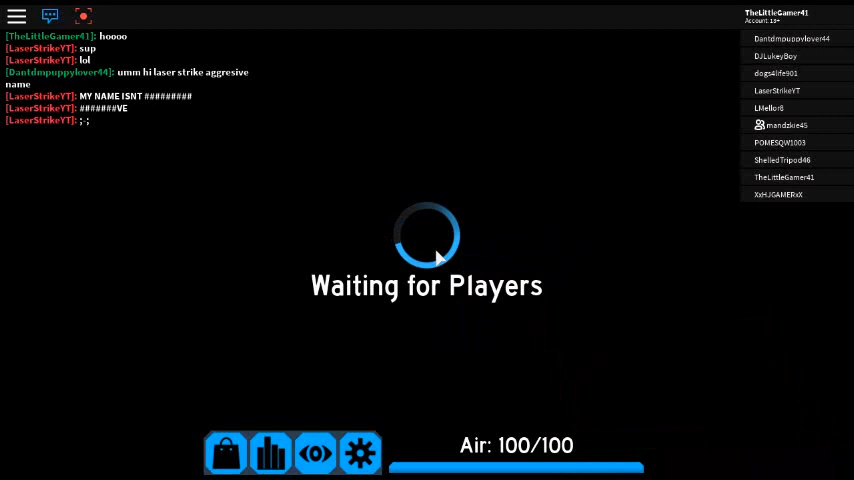 TheLittleGamer41
Account: 13+
[TheLittleGamer41]: hoooo
[LaserStrikeYT]: sup
[LaserStrikeYT]: lol
[Dantdmpuppylover44]: umm hi laser strike aggresive
name
[LaserStrikeYT]: MY NAME ISNT #########
[LaserStrikeYT]: #######VE
[LaserStrikeYT]: ;-;
Dantdmpuppylover44
DJLukeyBoy
dogs4life901
LaserStrikeYT
LMellor8
mandzkie45
POMESQW1003
ShelledTripod46
TheLittleGamer41
XxHJGAMERxX
Waiting for Players
Air: 100/100